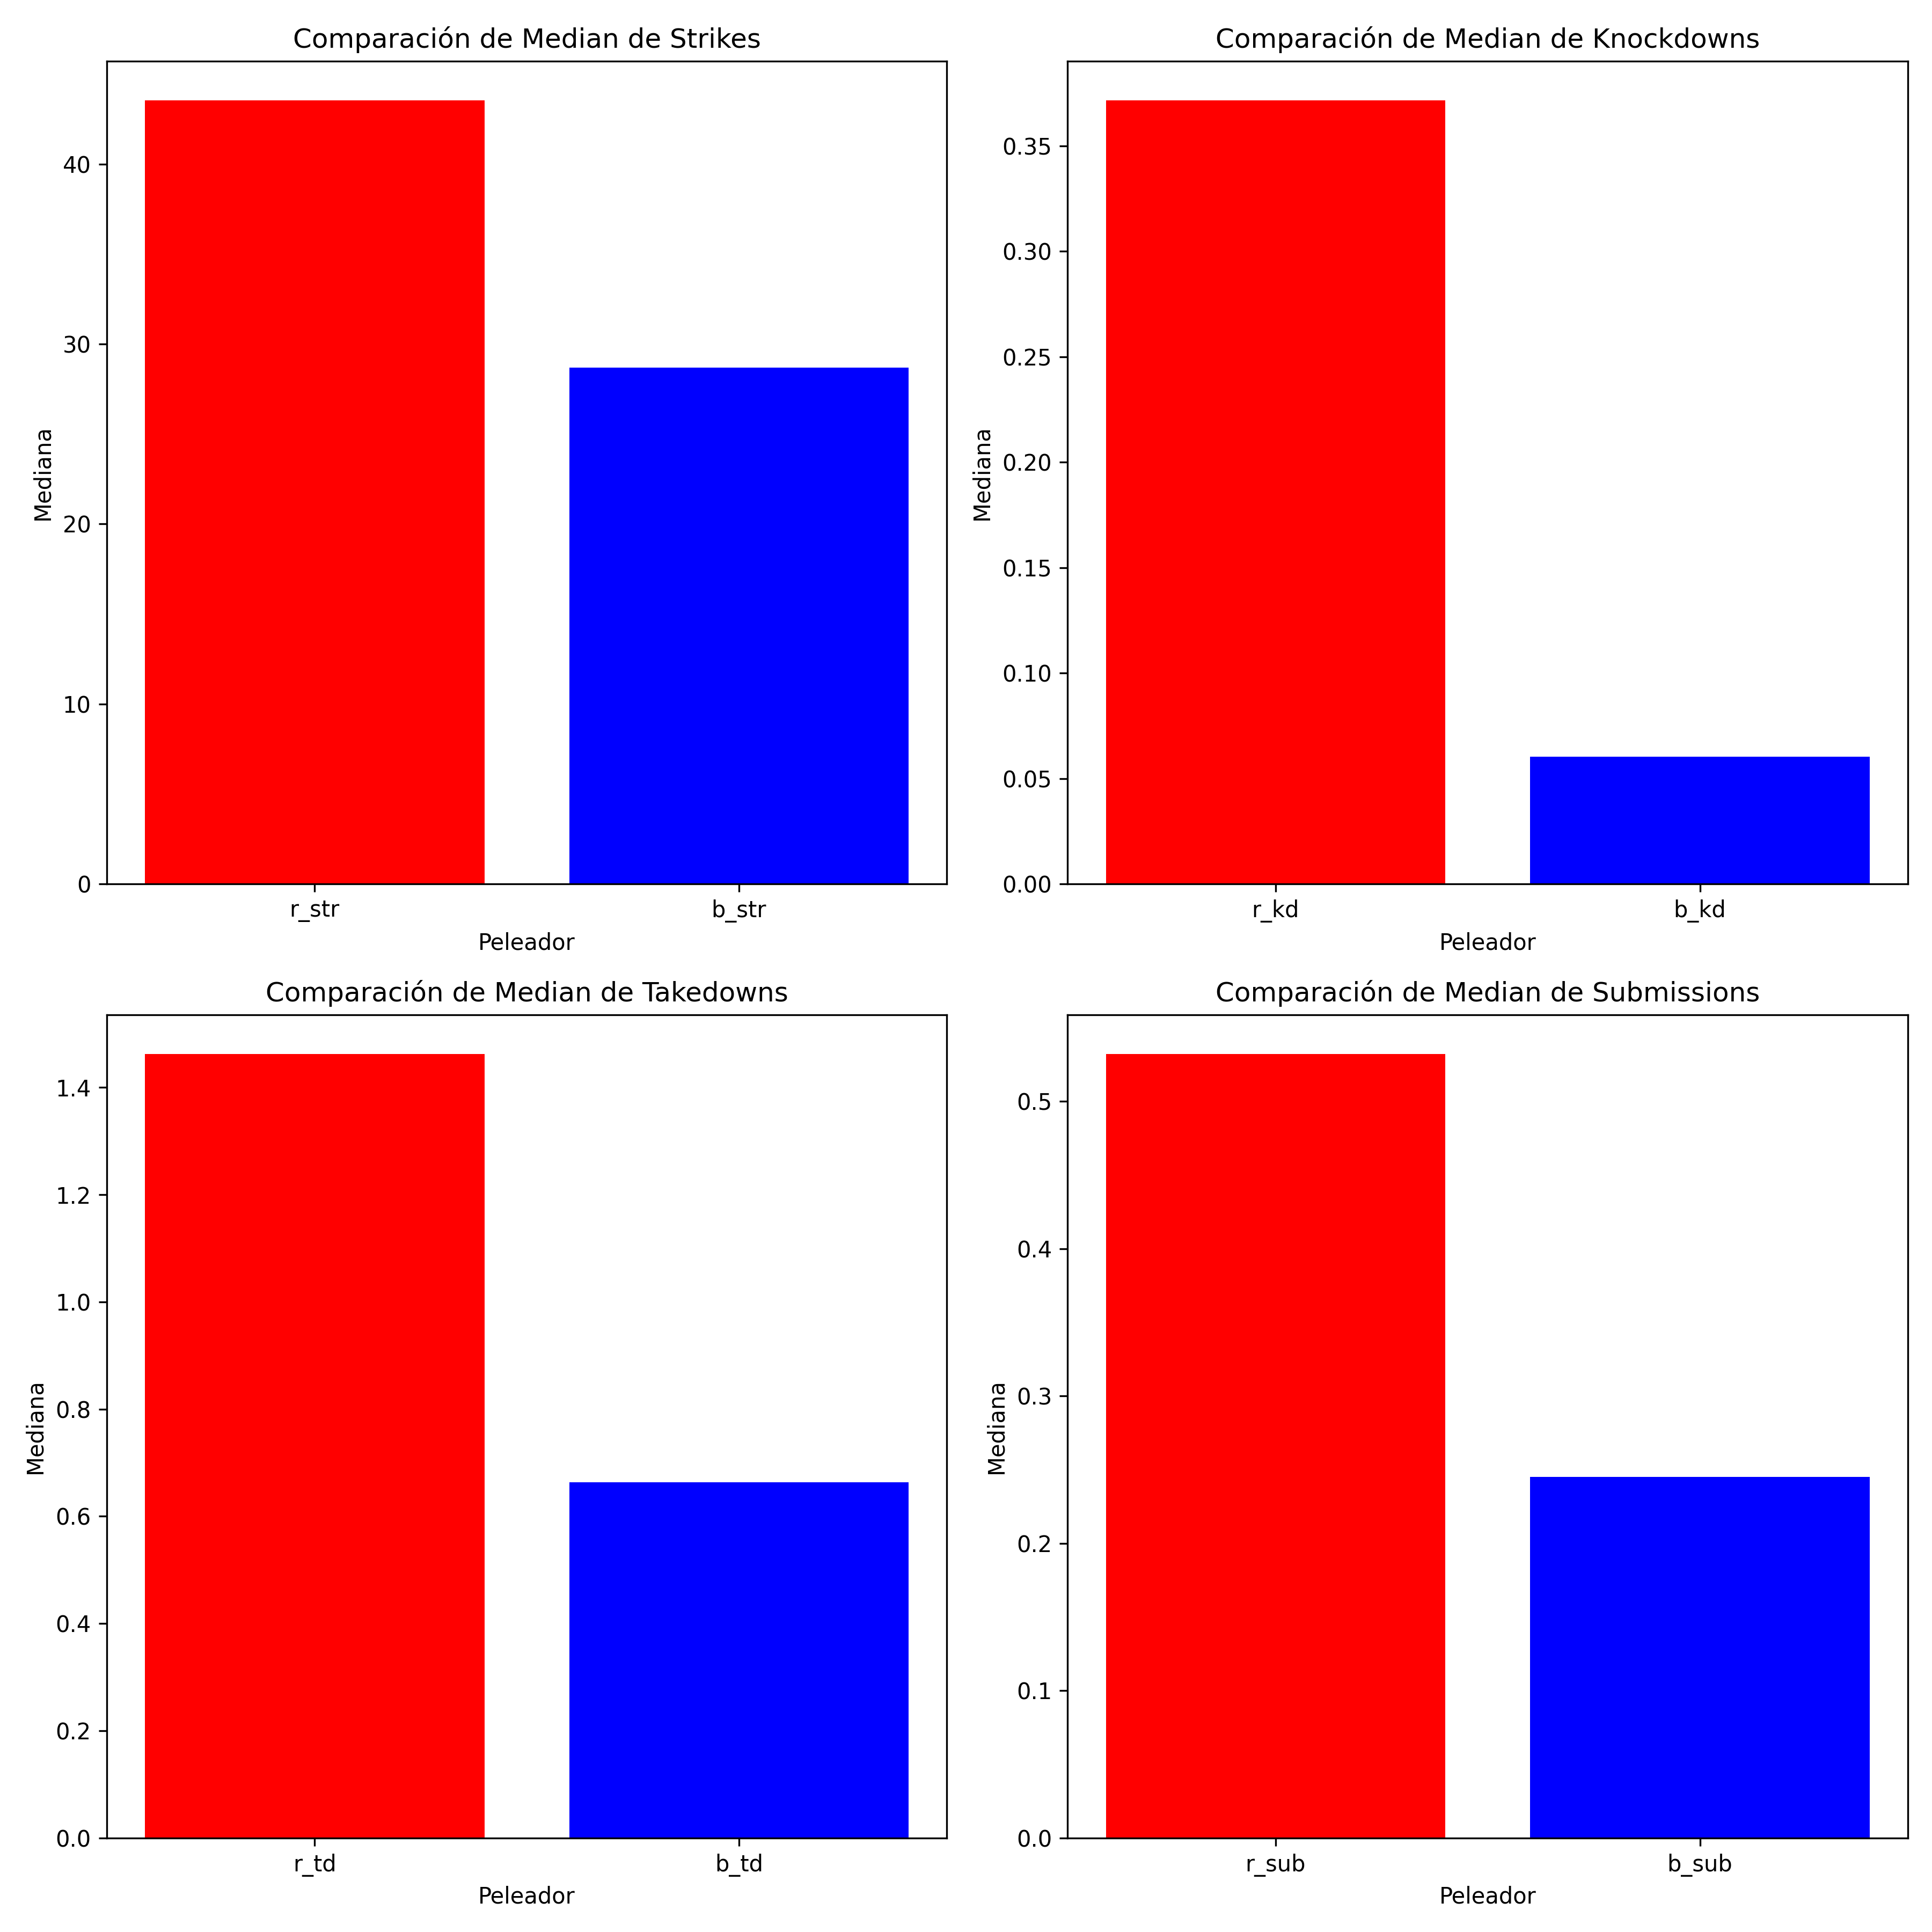 Comparación de Median de Strikes
Mediana
40
30
20
10
0
r_str
b_str
Peleador
Comparación de Median de Knockdowns
Mediana
0.35
0.30
0.25
0.20
0.15
0.10
0.05
0.00
r_kd
b_kd
Peleador
Comparación de Median de Takedowns
Mediana
1.4
1.2
1.0
0.8
0.6
0.4
0.2
0.0
r_td
b_td
Peleador
Comparación de Median de Submissions
Mediana
0.5
0.4
0.3
0.2
0.1
0.0
r_sub
b_sub
Peleador